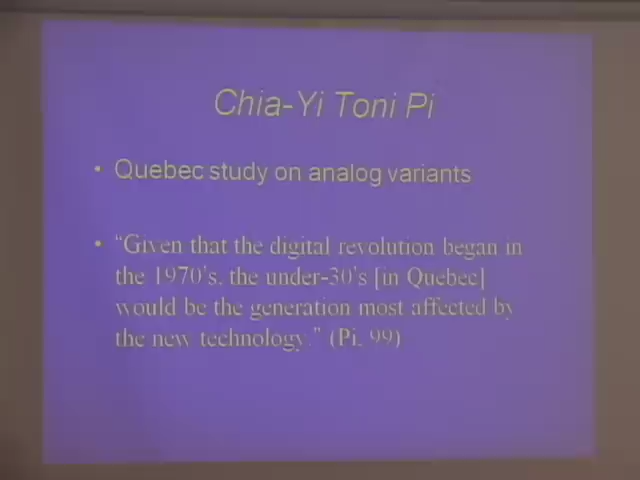 Chia-Yi Toni Pi
• Quebec study on analog variants
• “Given that the digital revolution began in
the 1970's, the under-30's [in Quebec]
would be the generation most affected by
the new technology.” (Pi, 99)